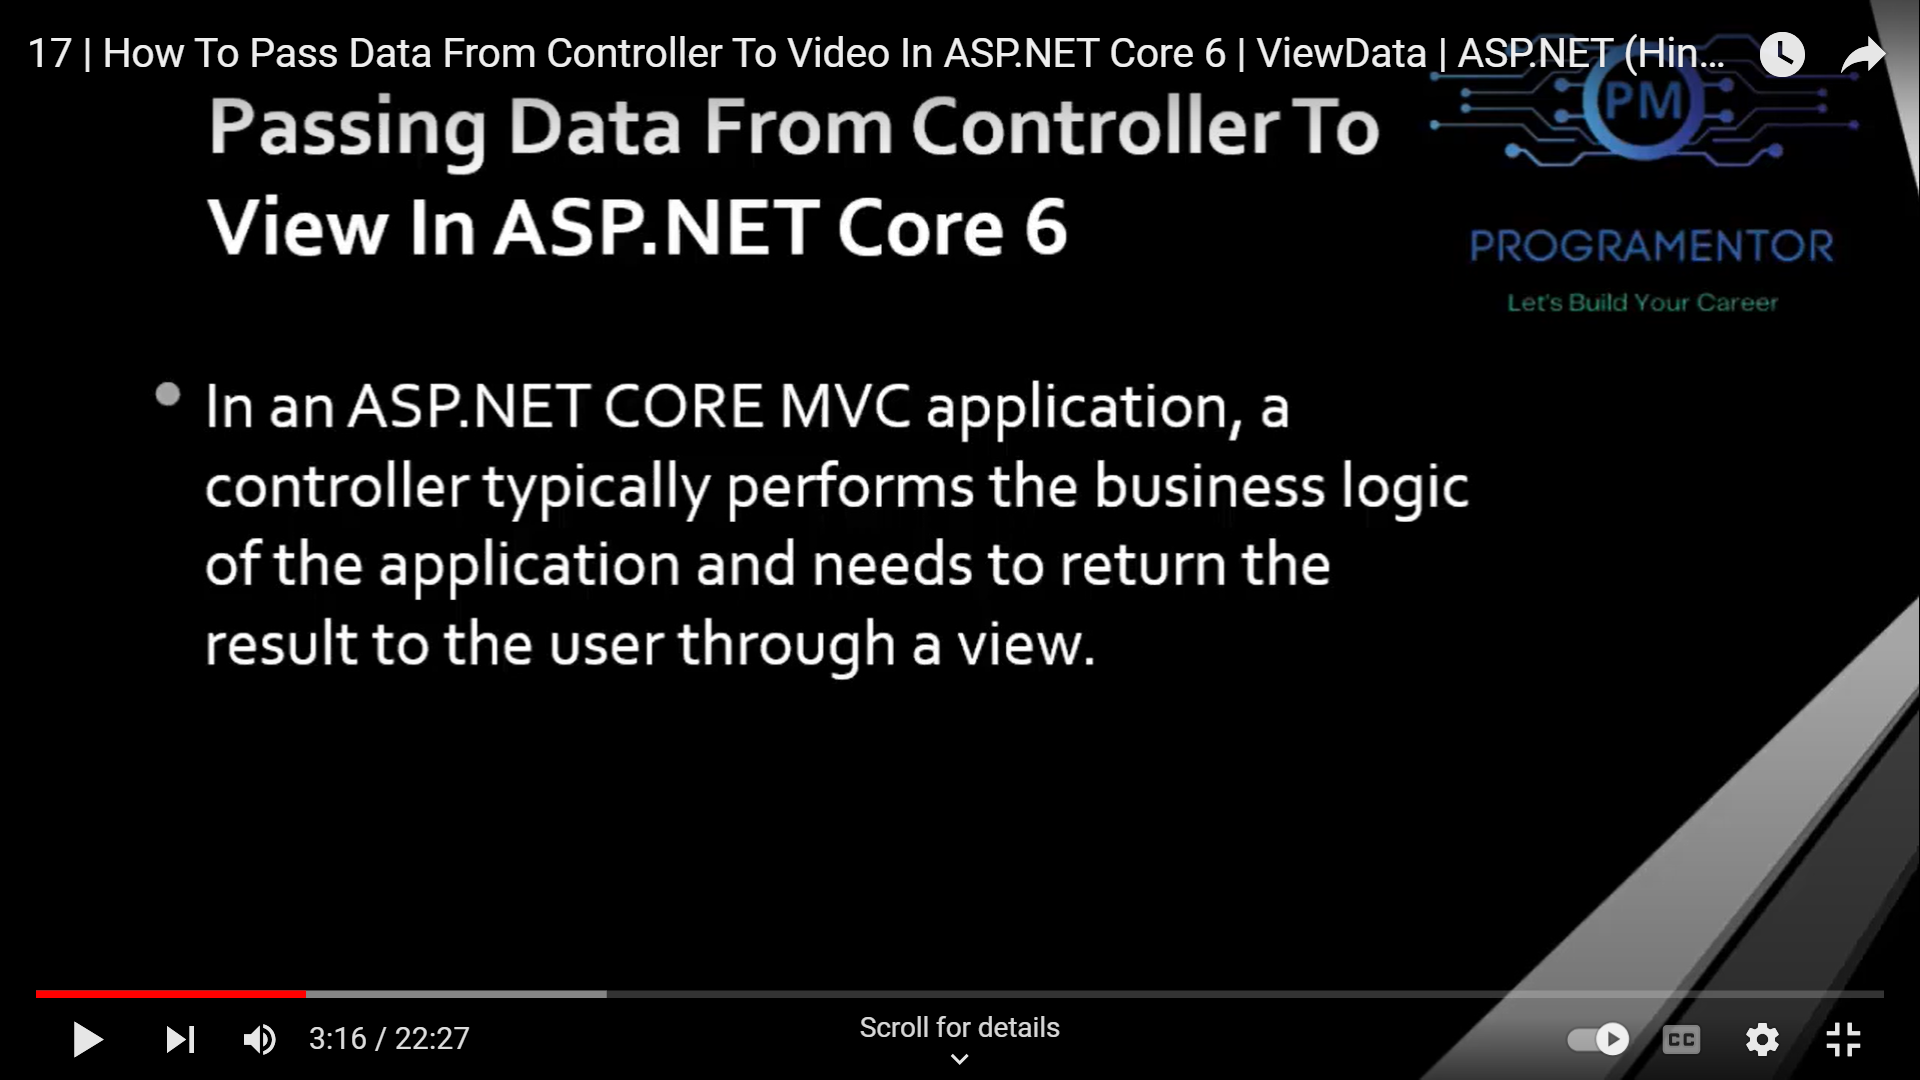 17 | How To Pass Data From Controller To Video In ASP.NET Core 6 | ViewData | ASP.NET (Hin...
Passing Data From Controller To
View In ASP.NET Core 6
PM
PROGRAMENTOR
Let's Build Your Career
• In an ASP.NET CORE MVC application, a
controller typically performs the business logic
of the application and needs to return the
result to the user through a view.
3:16 / 22:27
Scroll for details
CC